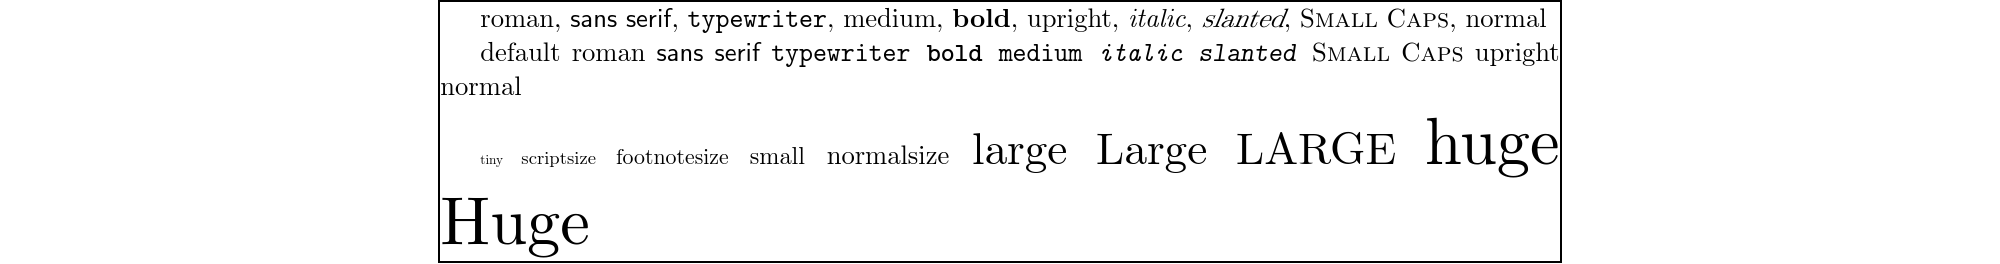 roman, sans serif, typewriter, medium, bold, upright, italic, slanted, Small Caps, normal
default roman sans serif typewriter bold medium italic slanted Small Caps upright
normal
tiny scriptsize footnotesize small normalsize large Large LARGE huge
Huge